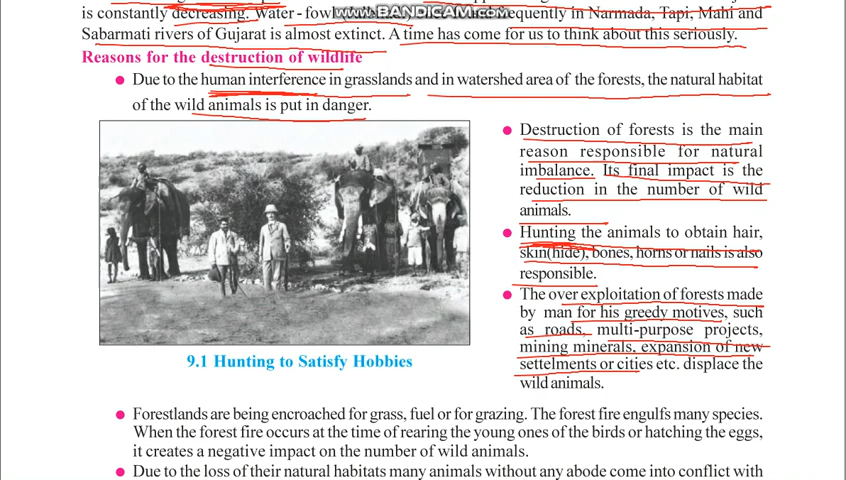 is constantly decreasing. Water-fowl
www.BANDICAM.com
equently in Narmada, Tapi, Mahi and
Sabarmati rivers of Gujarat is almost extinct. A time has come for us to think about this seriously.
Reasons for the destruction of wildlife
● Due to the human interference in grasslands and in watershed area of the forests, the natural habitat
of the wild animals is put in danger.
● Destruction of forests is the main
reason responsible for natural
imbalance. Its final impact is the
reduction in the number of wild
animals.
● Hunting the animals to obtain hair,
skin(hide), bones, horns or nails is also
responsible.
● The over exploitation of forests made
by man for his greedy motives, such
as roads, multi-purpose projects,
mining minerals, expansion of new
settelments or cities etc. displace the
wild animals.
9.1 Hunting to Satisfy Hobbies
● Forestlands are being encroached for grass, fuel or for grazing. The forest fire engulfs many species.
When the forest fire occurs at the time of rearing the young ones of the birds or hatching the eggs,
it creates a negative impact on the number of wild animals.
● Due to the loss of their natural habitats many animals without any abode come into conflict with